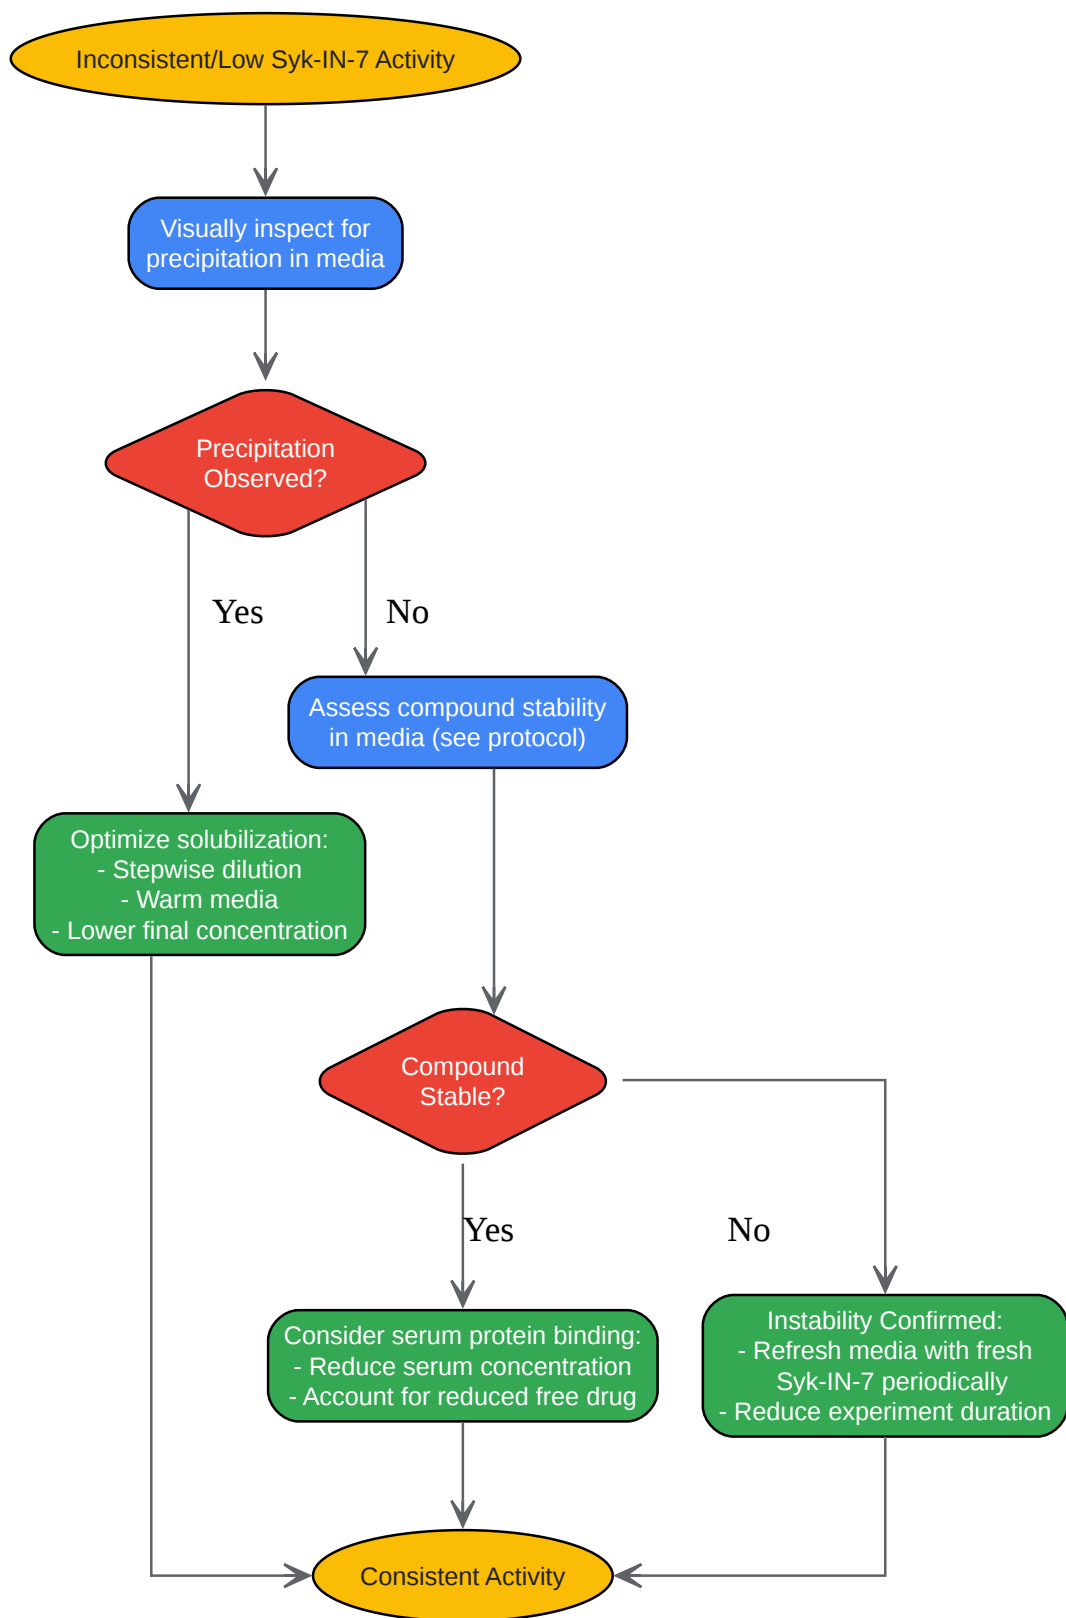 Inconsistent/Low Syk-IN-7 Activity
Visually inspect for
precipitation in media
Precipitation
Observed?
Yes
No
Assess compound stability
in media (see protocol)
Optimize solubilization:
- Stepwise dilution
- Warm media
- Lower final concentration
Compound
Stable?
Yes
No
Consider serum protein binding:
- Reduce serum concentration
- Account for reduced free drug
Instability Confirmed:
- Refresh media with fresh
Syk-IN-7 periodically
- Reduce experiment duration
Consistent Activity